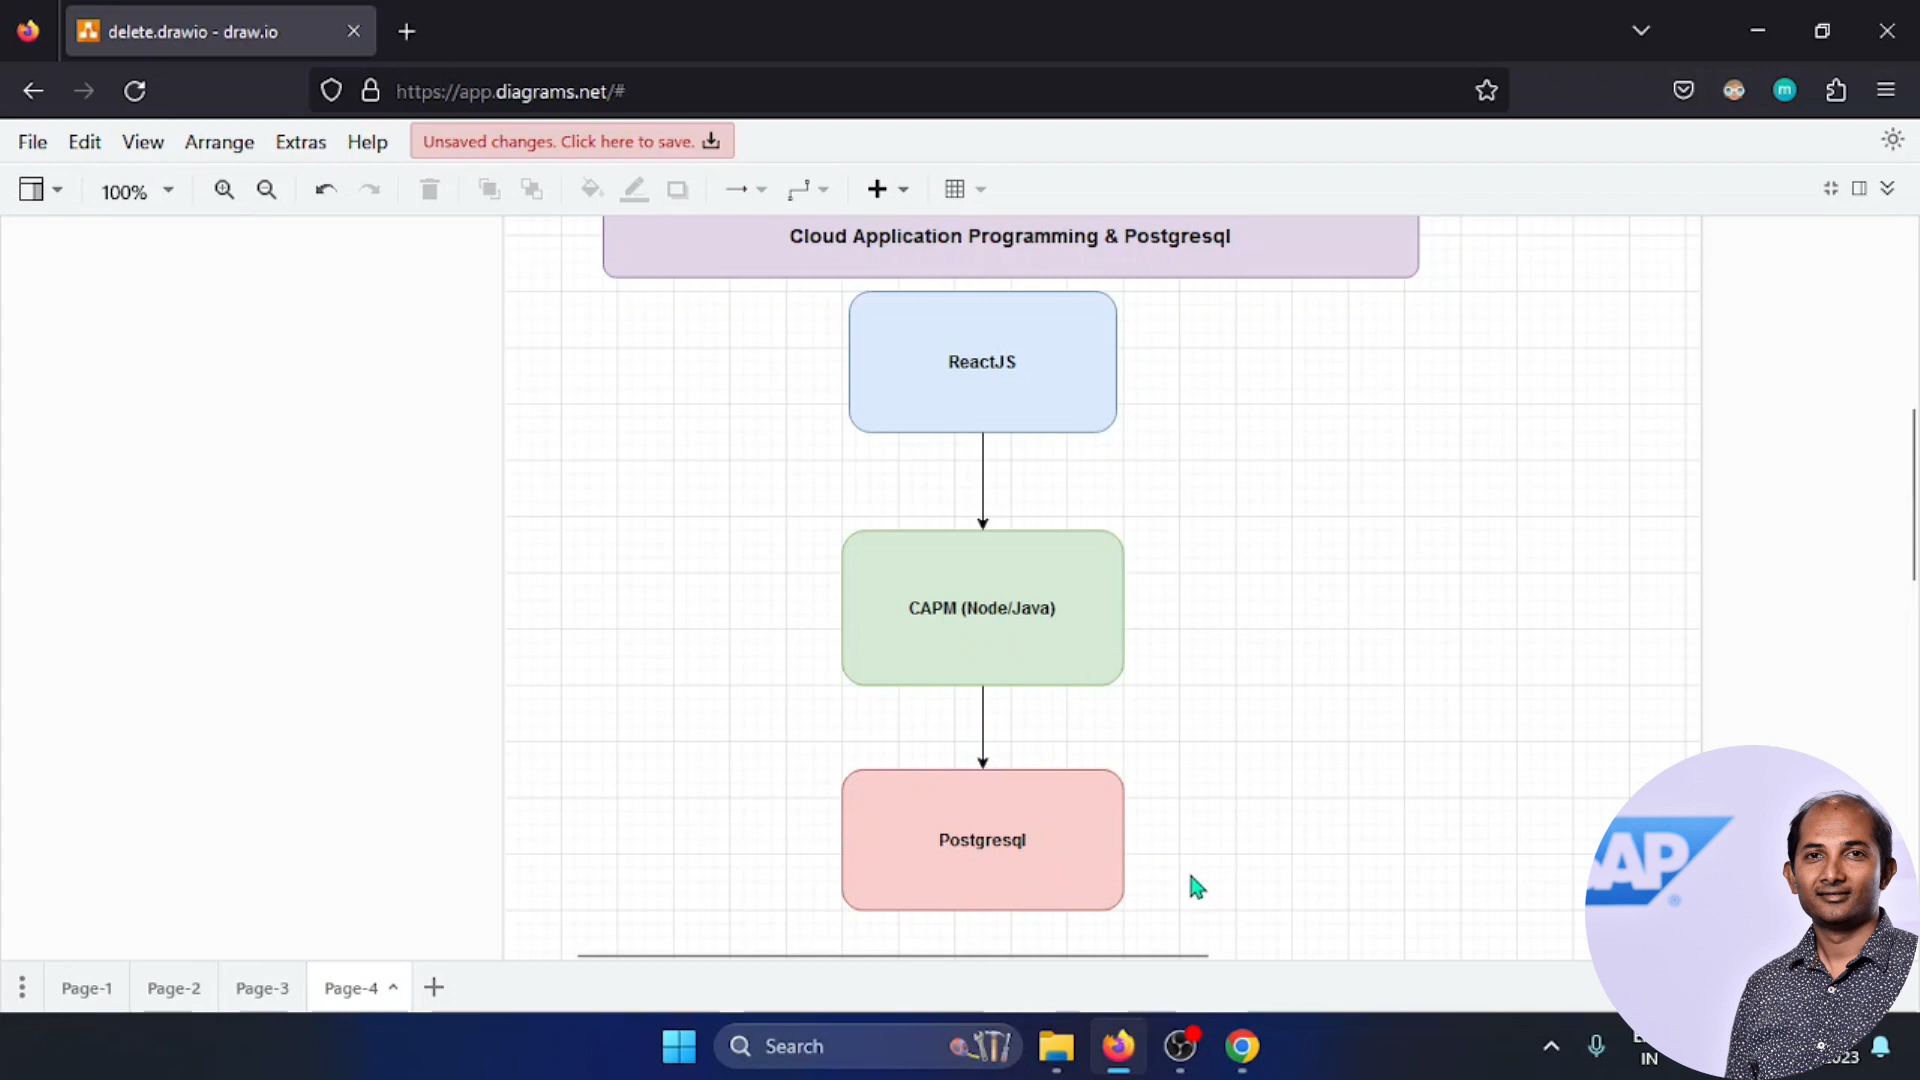 delete.drawio - draw.io
https://app.diagrams.net/#
File Edit View Arrange Extras Help Unsaved changes. Click here to save.
100%
Cloud Application Programming & Postgresql
ReactJS
CAPM (Node/Java)
Postgresql
AP
Page-1 Page-2 Page-3 Page-4
Search
m
IN
2023